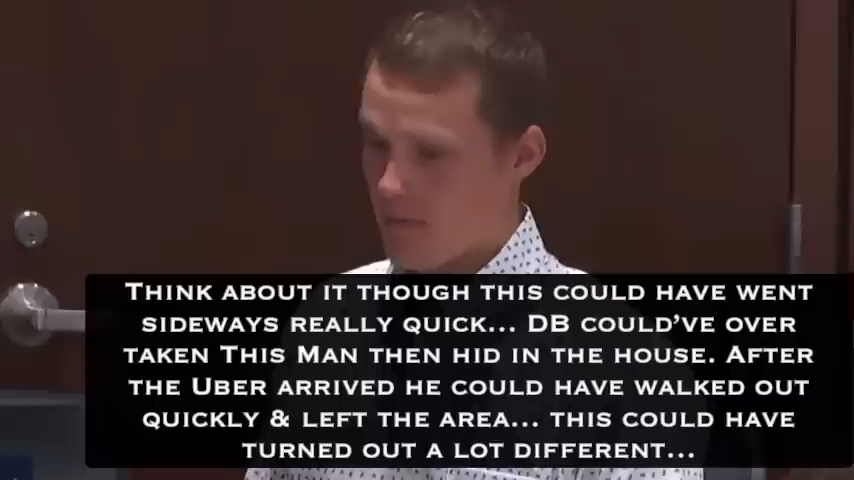 Think about it though this could have went
sideways really quick... DB could've over
taken This Man then hid in the house. After
the Uber arrived he could have walked out
quickly & left the area... this could have
turned out a lot different...